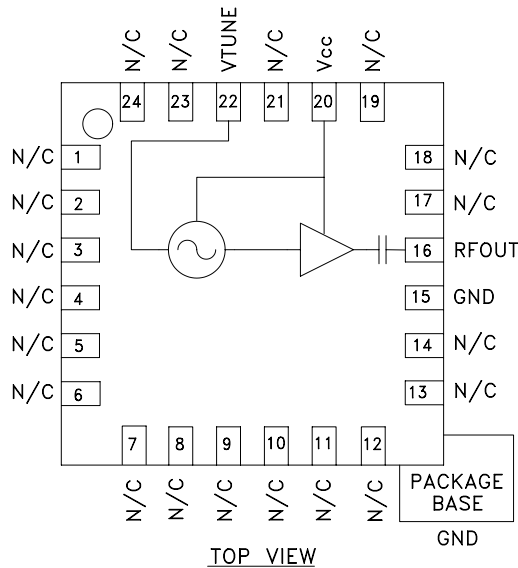 N/C N/C VTUNE N/C Vcc N/C
24 23 22 21 20 19
N/C 1 18 N/C
N/C 2 17 N/C
N/C 3 16 RFOUT
N/C 4 15 GND
N/C 5 14 N/C
N/C 6 13 N/C
7 8 9 10 11 12
N/C N/C N/C N/C N/C N/C
PACKAGE
BASE
GND
TOP VIEW